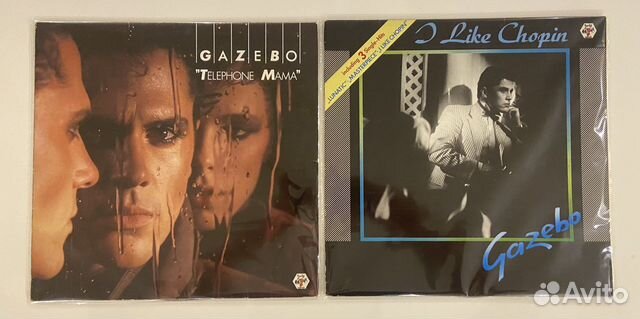 GAZEBO
"TELEPHONE MAMA"
including 3 Single Hits
„LUNATIC“, „MASTERPIECE“, „I LIKE CHOPIN“
I Like Chopin
Gazebo
Avito